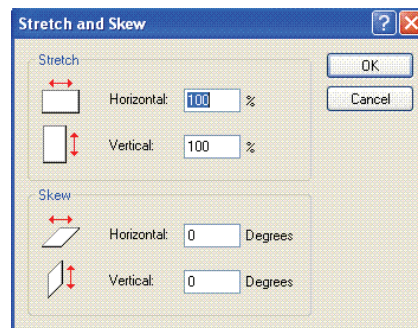 Stretch and Skew
Stretch
OK
Horizontal: 100 %
Cancel
Vertical: 100 %
Skew
Horizontal: 0 Degrees
Vertical: 0 Degrees